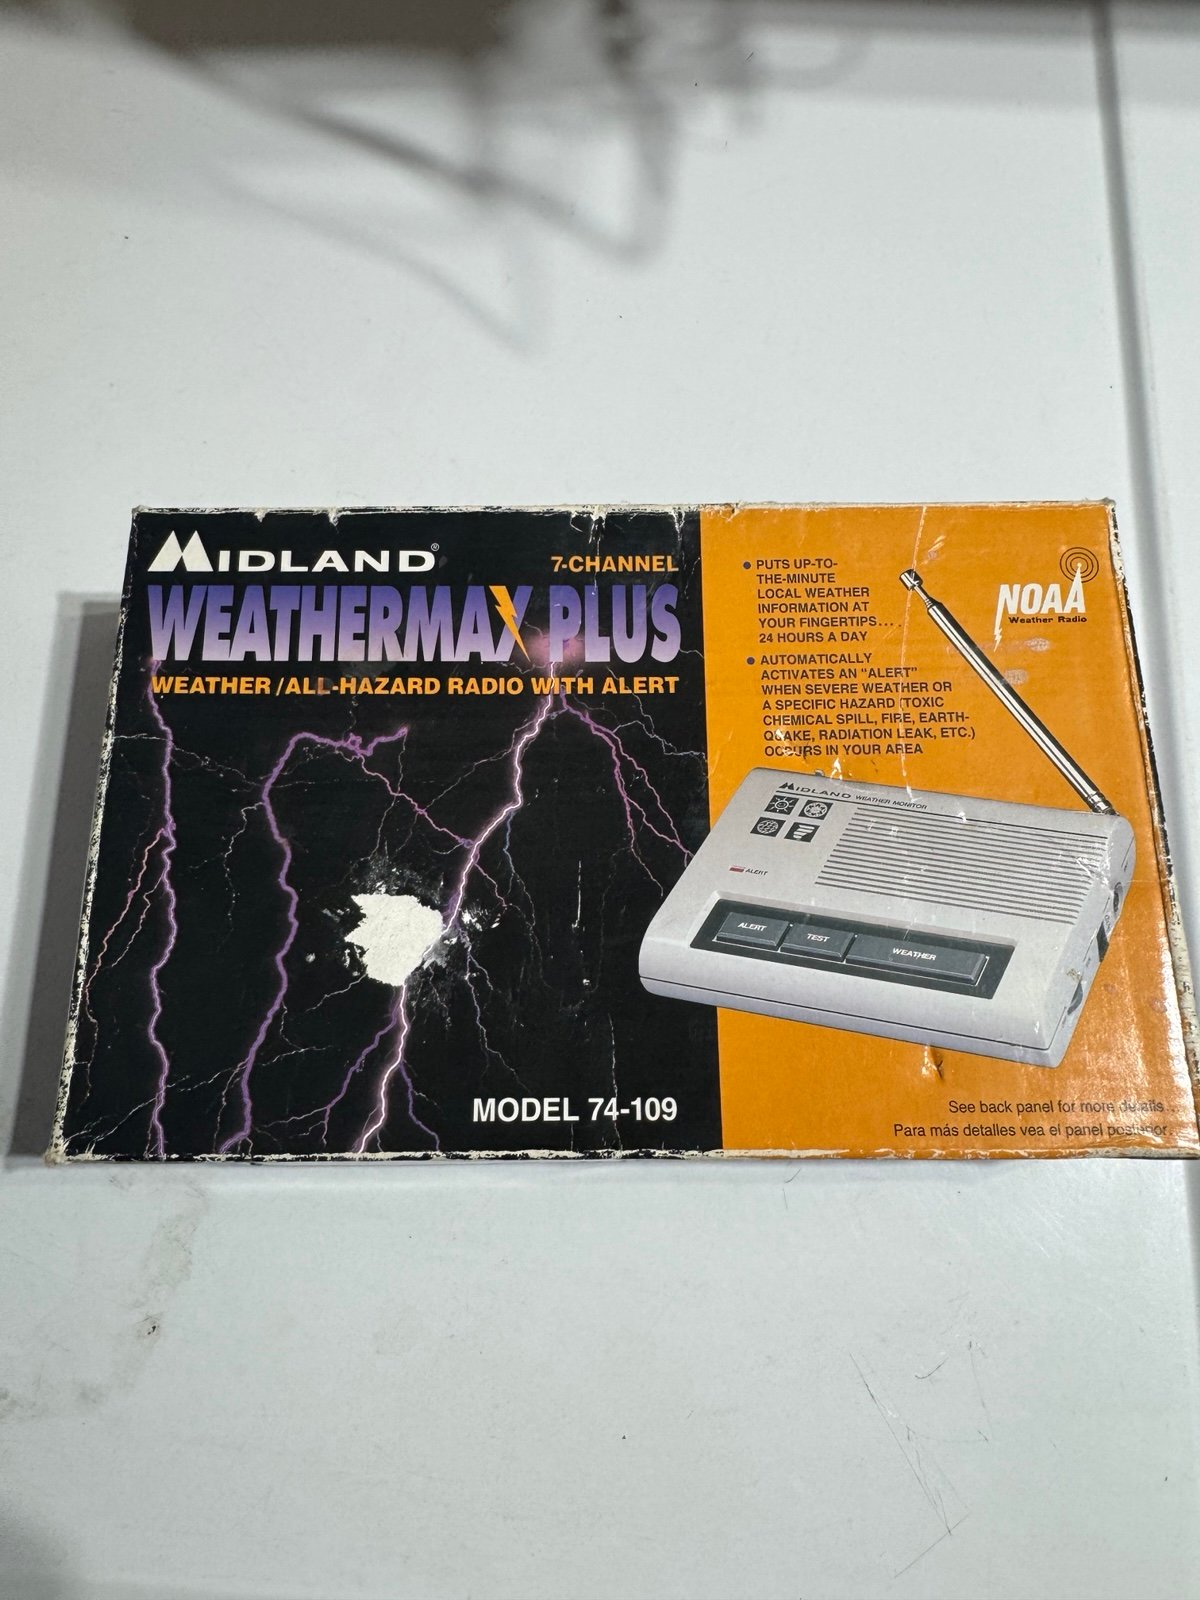 MIDLAND®
7-CHANNEL
WEATHERMAX PLUS
WEATHER/ALL-HAZARD RADIO WITH ALERT
MODEL 74-109
• PUTS UP-TO-
THE-MINUTE
LOCAL WEATHER
INFORMATION AT
YOUR FINGERTIPS....
24 HOURS A DAY
• AUTOMATICALLY
ACTIVATES AN "ALERT"
WHEN SEVERE WEATHER OR
A SPECIFIC HAZARD (TOXIC
CHEMICAL SPILL, FIRE, EARTH-
QUAKE, RADIATION LEAK, ETC.)
OCCURS IN YOUR AREA
NOAA
Weather Radio
MIDLAND WEATHER MONITOR
ALERT
ALERT
TEST
WEATHER
See back panel for more details...
Para más detalles vea el panel posterior...